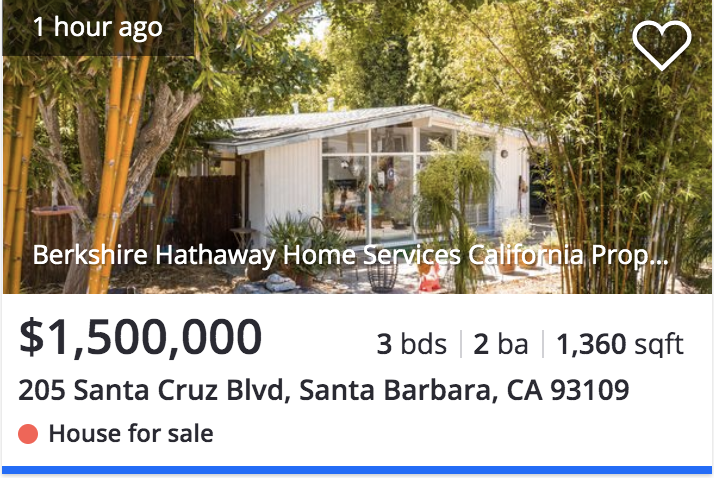 1 hour ago
Berkshire Hathaway Home Services California Prop...
$1,500,000 3 bds 2 ba 1,360 sqft
205 Santa Cruz Blvd, Santa Barbara, CA 93109
House for sale